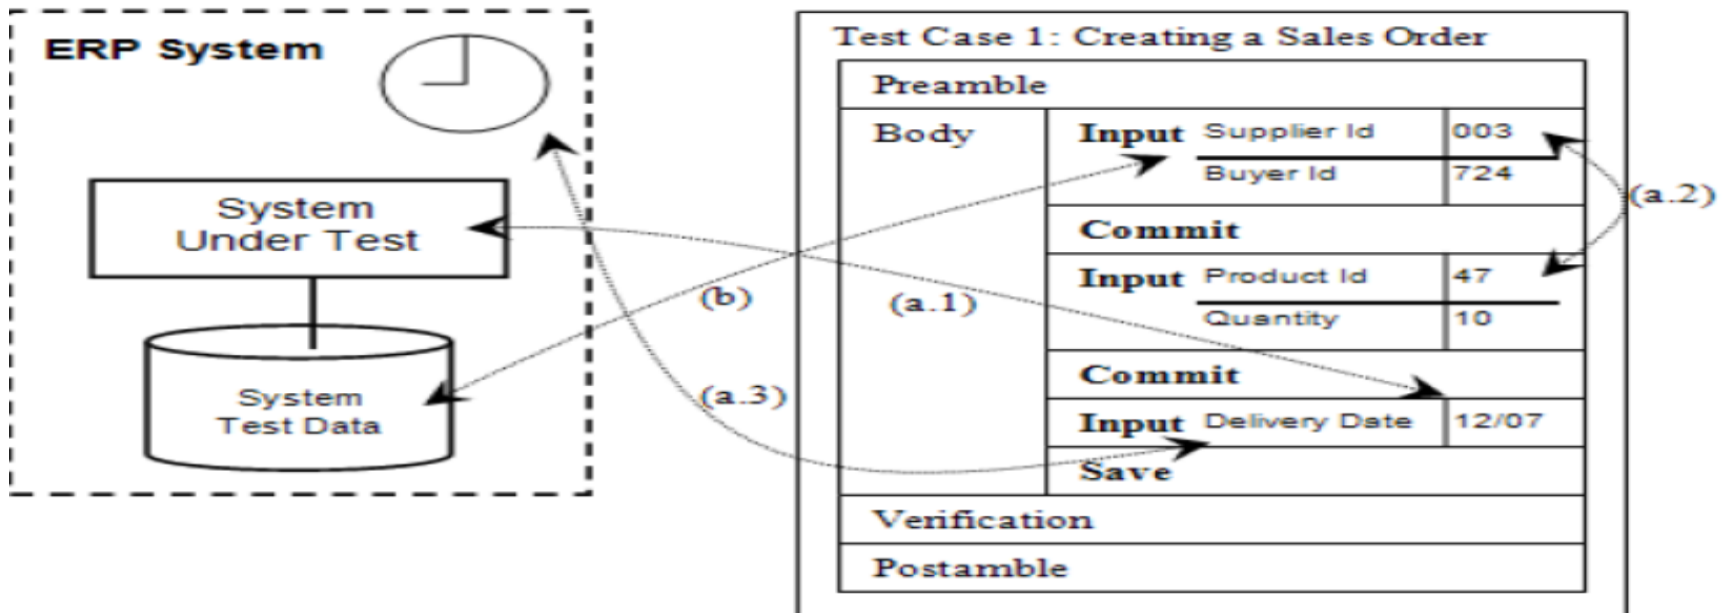 ERP System
System
Under Test
System
Test Data
(b)
(a.1)
(a.3)
(a.2)
Test Case 1: Creating a Sales Order
Preamble
Body
Input Supplier Id 003
Buyer Id 724
Commit
Input Product Id 47
Quantity 10
Commit
Input Delivery Date 12/07
Save
Verification
Postamble